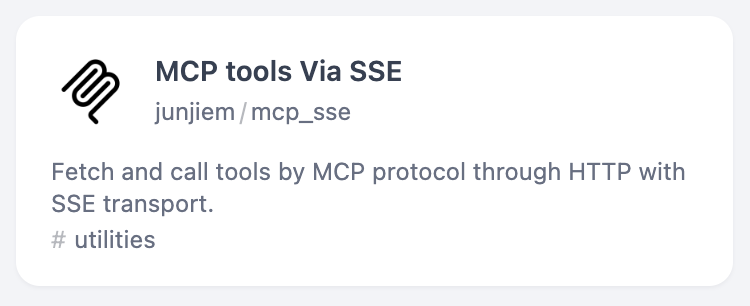 MCP tools Via SSE
junjiem / mcp_sse
Fetch and call tools by MCP protocol through HTTP with
SSE transport.
# utilities